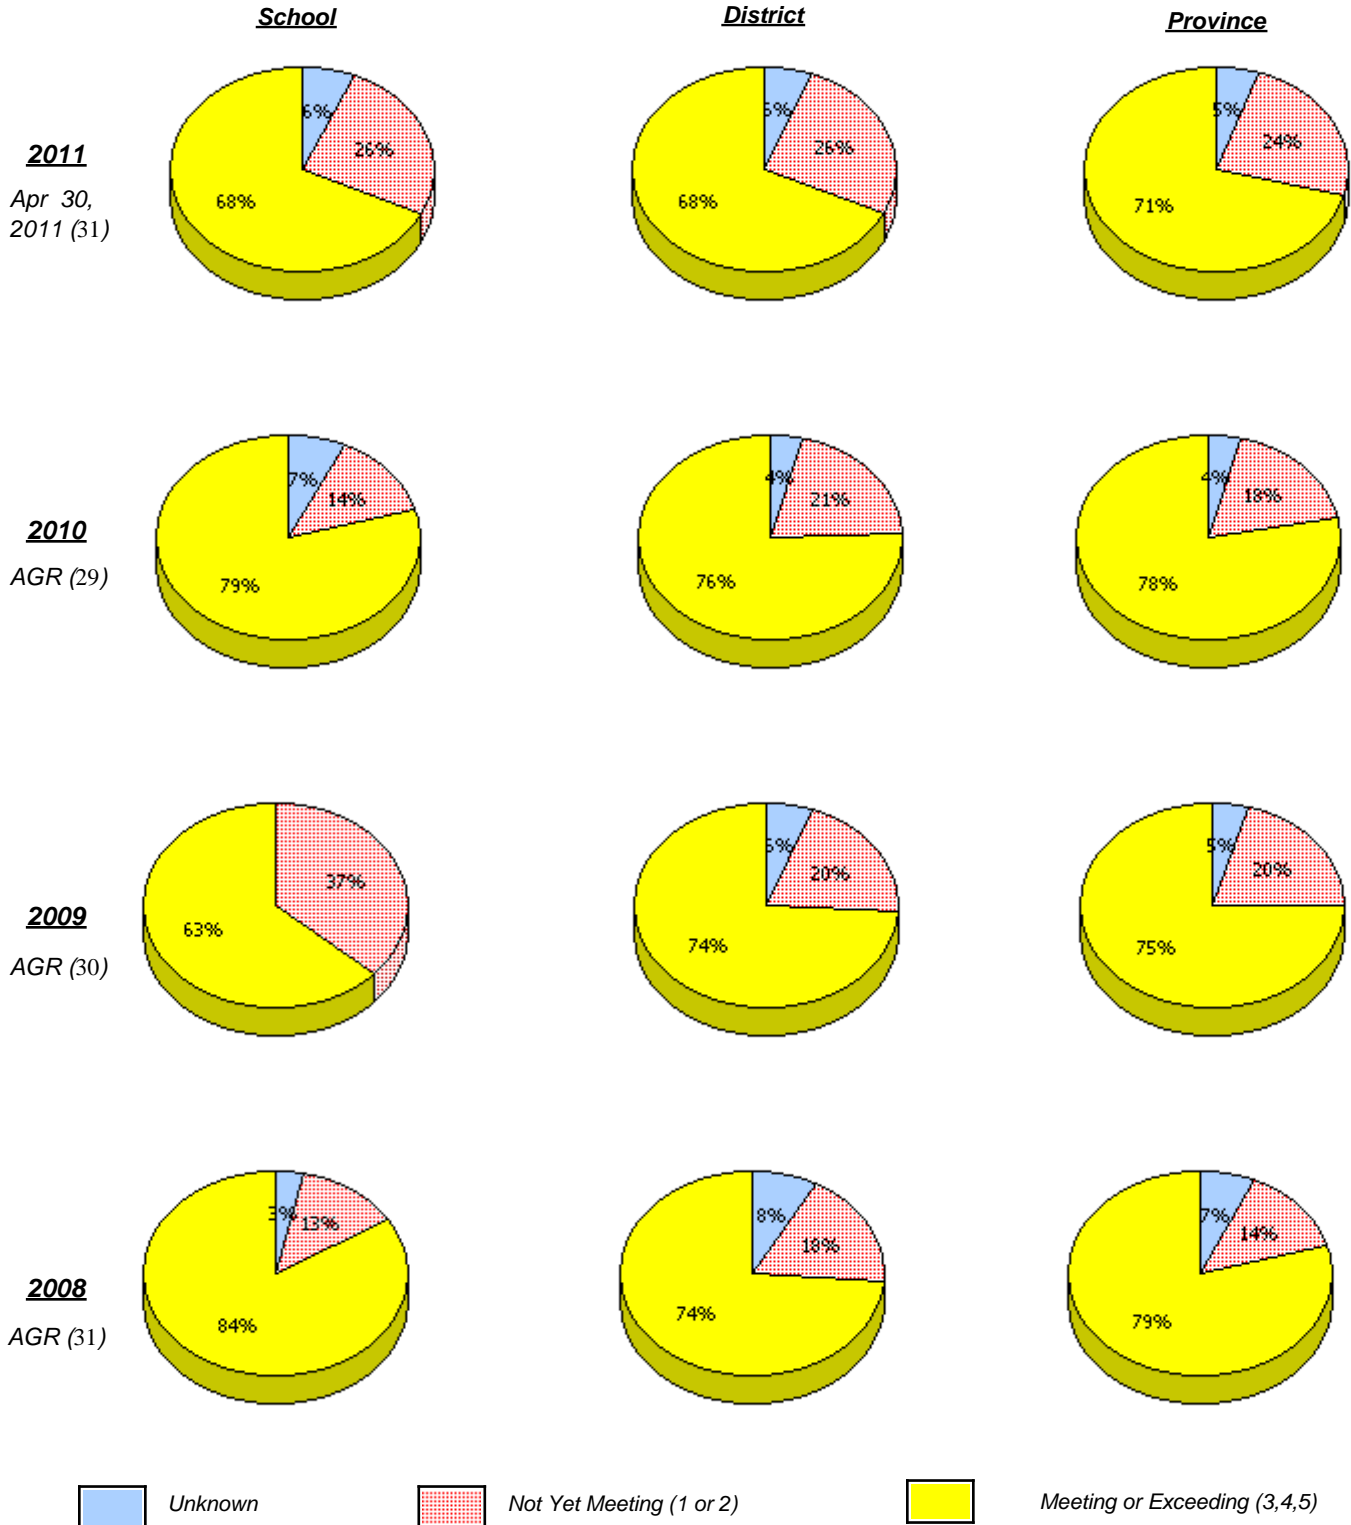 School District Province
6% 5% 5%
26% 26% 24%
2011
Apr 30,
2011 (31)
68% 68% 71%
7% 4% 4%
14% 21% 18%
2010
AGR (29)
79% 76% 78%
5% 5%
37% 20% 20%
2009
AGR (30)
63% 74% 75%
3% 8% 7%
13% 18% 14%
2008
AGR (31)
84% 74% 79%
Unknown Not Yet Meeting (1 or 2) Meeting or Exceeding (3,4,5)